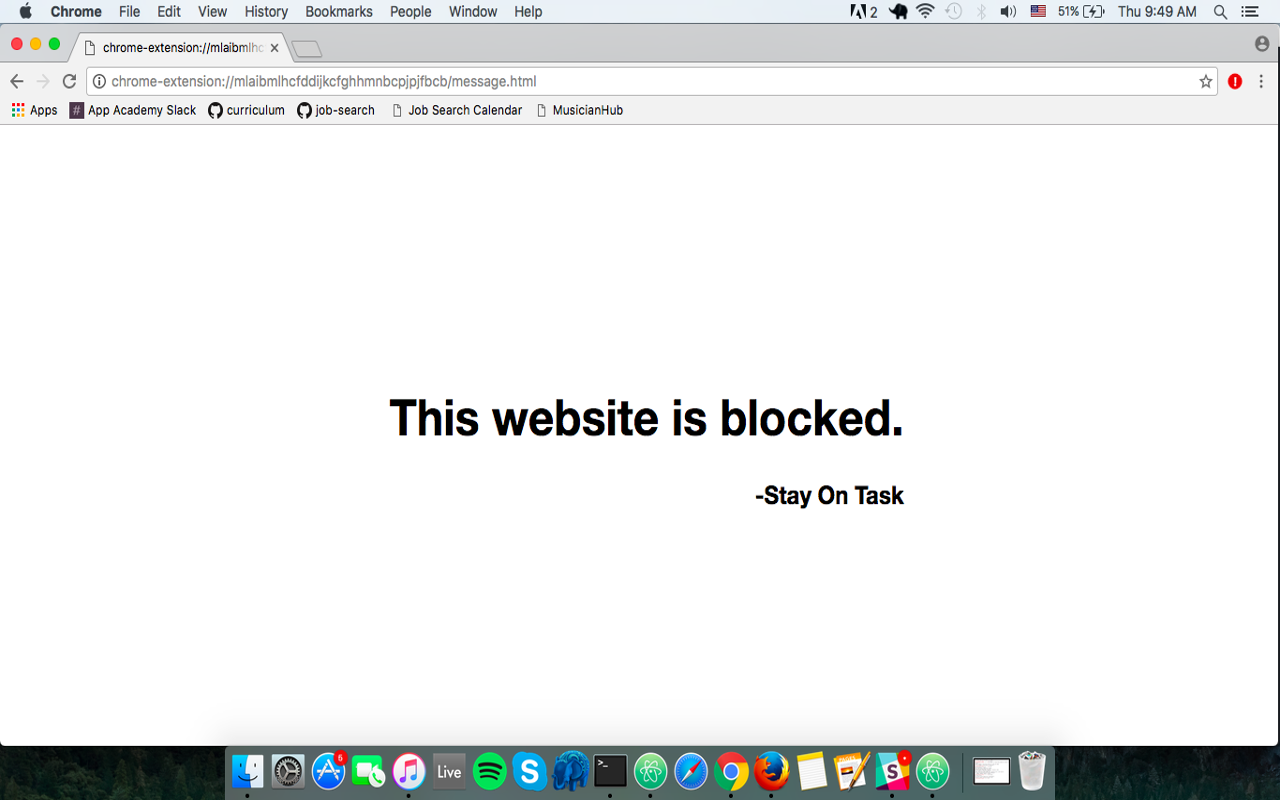 Chrome File Edit View History Bookmarks People Window Help 2 51% Thu 9:49 AM
chrome-extension://mlaibmlhc
chrome-extension://mlaibmlhcfddijkcfghhmnbcpjpjfbcb/message.html
Apps # App Academy Slack curriculum job-search Job Search Calendar MusicianHub
This website is blocked.
-Stay On Task
6
Live
>_